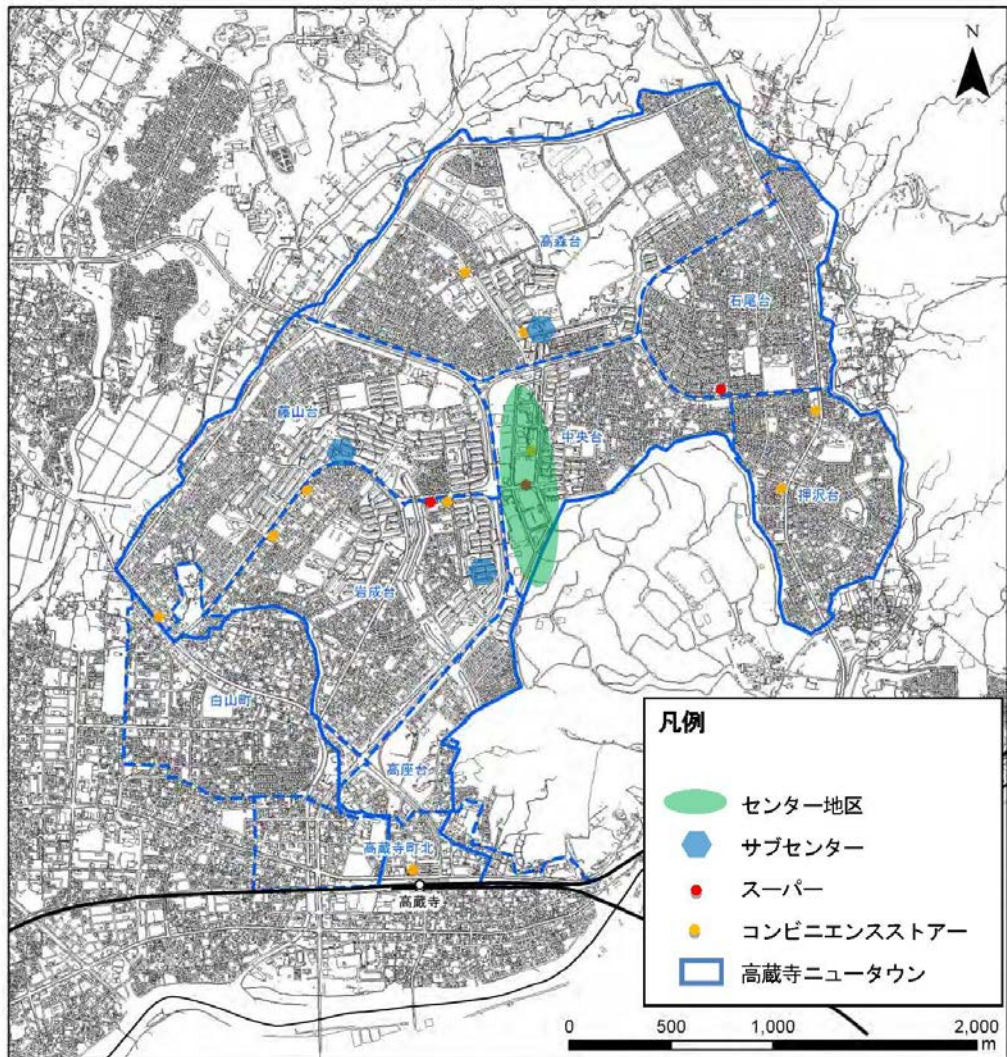 N
高森台
石尾台
藤山台
中央台
押沢台
岩成台
白山町
高座台
高蔵寺町北
高蔵寺
凡例
センター地区
サブセンター
スーパー
コンビニエンスストアー
高蔵寺ニュータウン
0 500 1,000 2,000
m